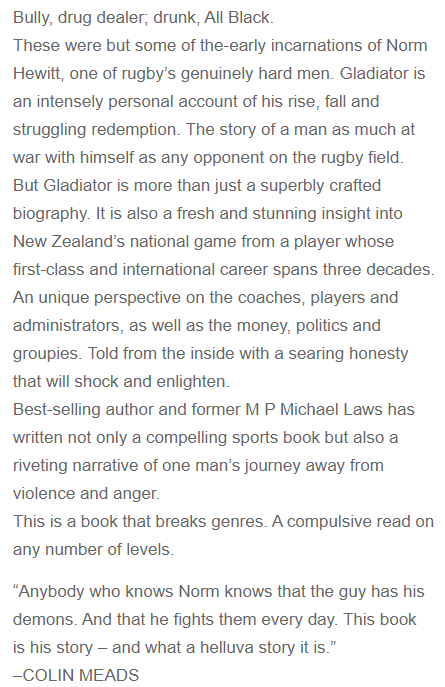 Bully, drug dealer; drunk, All Black.
These were but some of the-early incarnations of Norm
Hewitt, one of rugby’s genuinely hard men. Gladiator is
an intensely personal account of his rise, fall and
struggling redemption. The story of a man as much at
war with himself as any opponent on the rugby field.
But Gladiator is more than just a superbly crafted
biography. It is also a fresh and stunning insight into
New Zealand’s national game from a player whose
first-class and international career spans three decades.
An unique perspective on the coaches, players and
administrators, as well as the money, politics and
groupies. Told from the inside with a searing honesty
that will shock and enlighten.
Best-selling author and former M P Michael Laws has
written not only a compelling sports book but also a
riveting narrative of one man’s journey away from
violence and anger.
This is a book that breaks genres. A compulsive read on
any number of levels.
“Anybody who knows Norm knows that the guy has his
demons. And that he fights them every day. This book
is his story – and what a helluva story it is.”
–COLIN MEADS